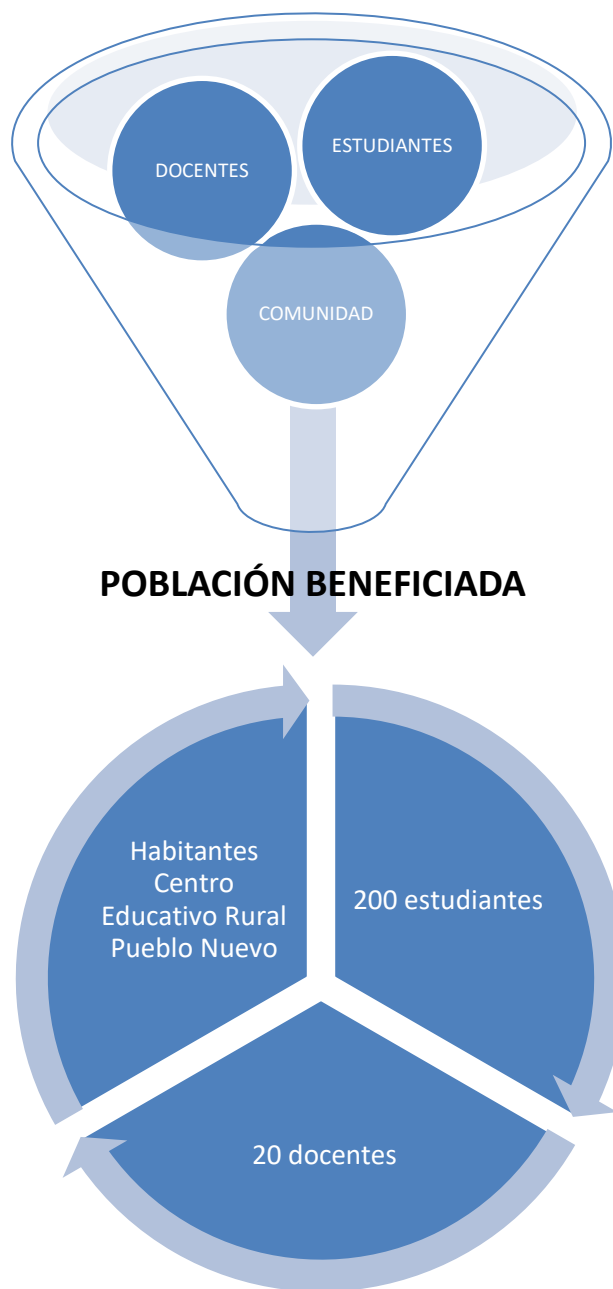 ESTUDIANTES
DOCENTES
COMUNIDAD
POBLACIÓN BENEFICIADA
Habitantes
Centro
Educativo Rural
Pueblo Nuevo
200 estudiantes
20 docentes